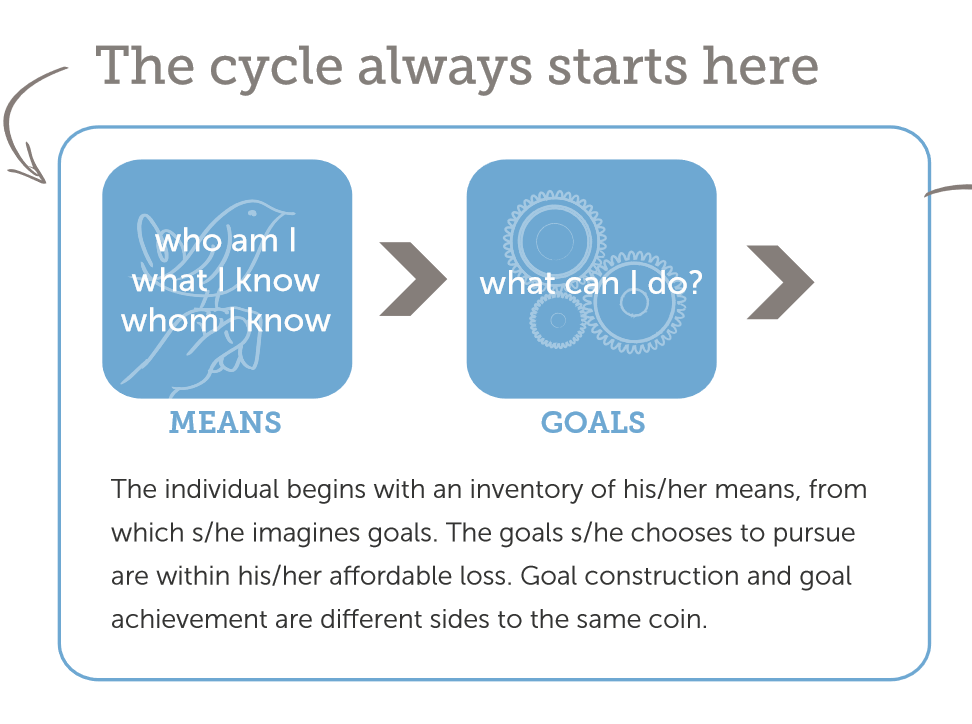 The cycle always starts here
who am I
what I know
whom I know
what can I do?
MEANS
GOALS
The individual begins with an inventory of his/her means, from
which s/he imagines goals. The goals s/he chooses to pursue
are within his/her affordable loss. Goal construction and goal
achievement are different sides to the same coin.